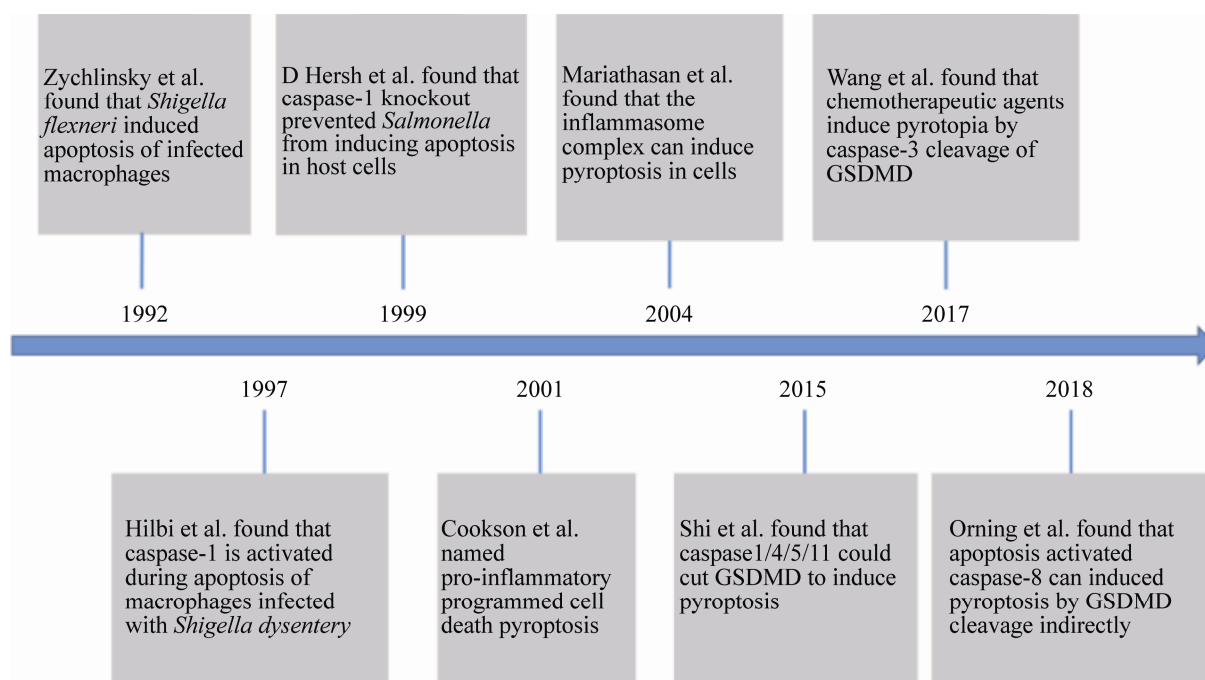 Zychlinsky et al.
found that Shigella
flexneri induced
apoptosis of infected
macrophages
D Hersh et al. found that
caspase-1 knockout
prevented Salmonella
from inducing apoptosis
in host cells
Mariathasan et al.
found that the
inflammasome
complex can induce
pyroptosis in cells
Wang et al. found that
chemotherapeutic agents
induce pyrotopia by
caspase-3 cleavage of
GSDMD
1992
1999
2004
2017
1997
2001
2015
2018
Hilbi et al. found that
caspase-1 is activated
during apoptosis of
macrophages infected
with Shigella dysentery
Cookson et al.
named
pro-inflammatory
programmed cell
death pyroptosis
Shi et al. found that
caspase1/4/5/11 could
cut GSDMD to induce
pyroptosis
Orning et al. found that
apoptosis activated
caspase-8 can induced
pyroptosis by GSDMD
cleavage indirectly